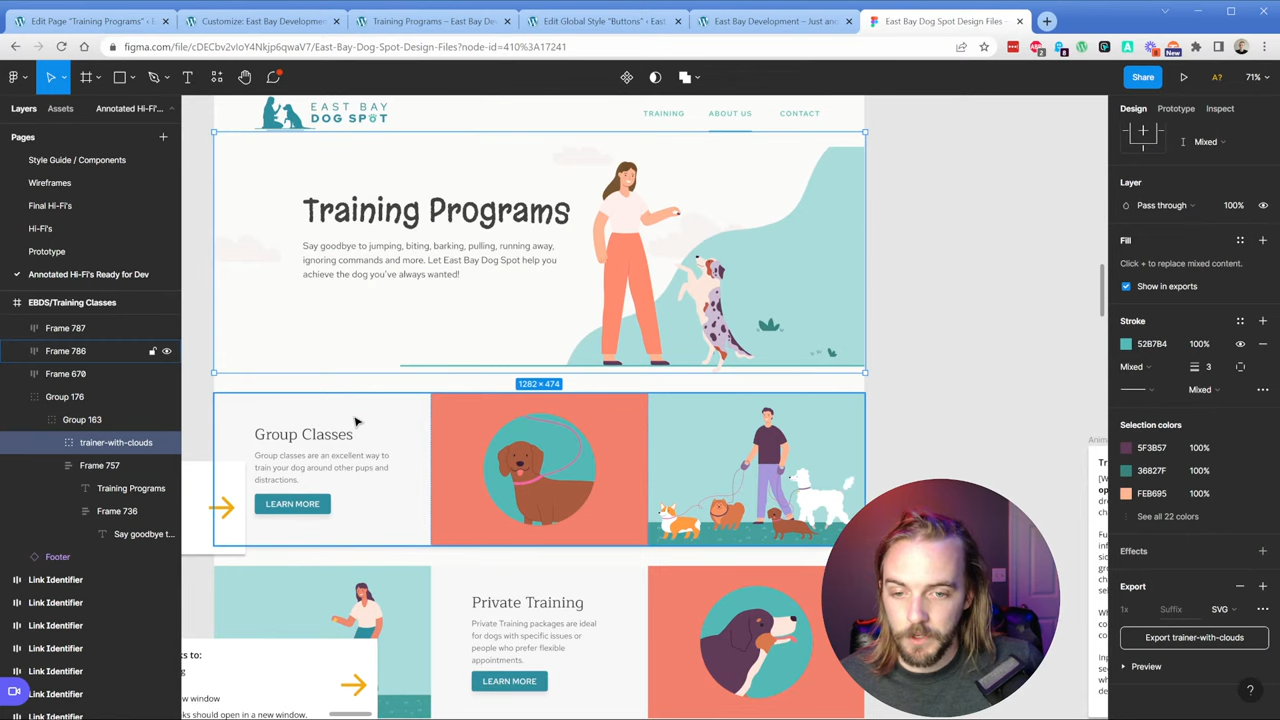 Edit Page "Training Programs" ‹ E
Customize: East Bay Development
Training Programs – East Bay De
Edit Global Style "Buttons" ‹ East
East Bay Development – Just ano
East Bay Dog Spot Design Files –
figma.com/file/cDECbv2vIoY4Nkjp6qwaV7/East-Bay-Dog-Spot-Design-Files?node-id=410%3A17241
New
Share
A?
71%
Layers
Assets
Annotated Hi-Fi...
Pages
Style Guide / Components
Wireframes
Final Hi-Fi's
Hi-Fi's
Prototype
Annotated Hi-Fi's Ready for Dev
EBDS/Training Classes
Frame 787
Frame 786
Frame 670
Group 176
Group 163
trainer-with-clouds
Frame 757
Training Programs
Frame 736
Say goodbye t...
Footer
Link Identifier
Link Identifier
Link Identifier
Link Identifier
Link Identifier
Link Identifier
EAST BAY
DOG SPOT
TRAINING
ABOUT US
CONTACT
Training Programs
Say goodbye to jumping, biting, barking, pulling, running away,
ignoring commands and more. Let East Bay Dog Spot help you
achieve the dog you've always wanted!
1282 × 474
Group Classes
Group classes are an excellent way to
train your dog around other pups and
distractions.
LEARN MORE
Private Training
Private Training packages are ideal
for dogs with specific issues or
people who prefer flexible
appointments.
LEARN MORE
ks to:
w window
ks should open in a new window.
Design
Prototype
Inspect
Mixed
Layer
Pass through
100%
Fill
Click + to replace mixed content.
Show in exports
Stroke
52B7B4
100%
Mixed
3
Mixed
Selection colors
5F3B57
100%
36827F
100%
FEB695
100%
See all 22 colors
Effects
Export
1x
Suffix
SVG
Export trainer-with-clouds
Preview
?